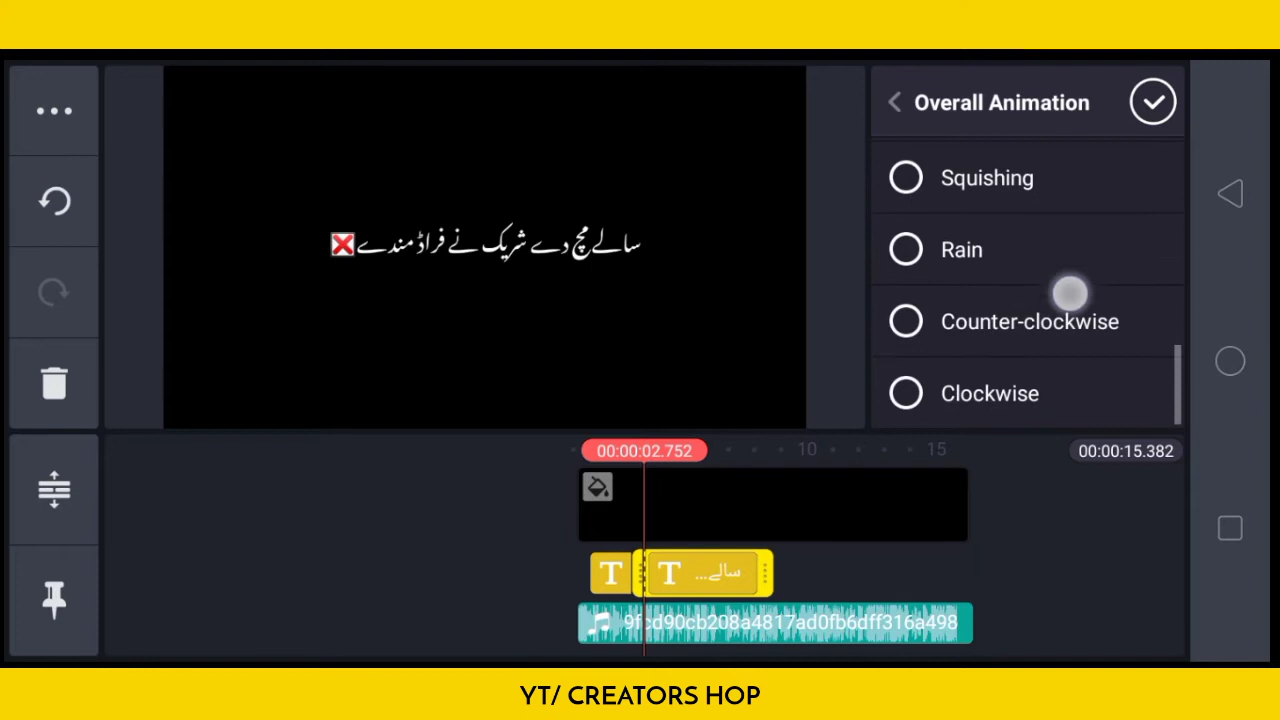 Overall Animation
Squishing
Rain
Counter-clockwise
Clockwise
سالے مچ دے شریک نے فراڈ مندے❌
00:00:02.752
10
15
00:00:15.382
T
T سالے...
9fcd90cb208a4817ad0fb6dff316a498
YT/ CREATORS HOP